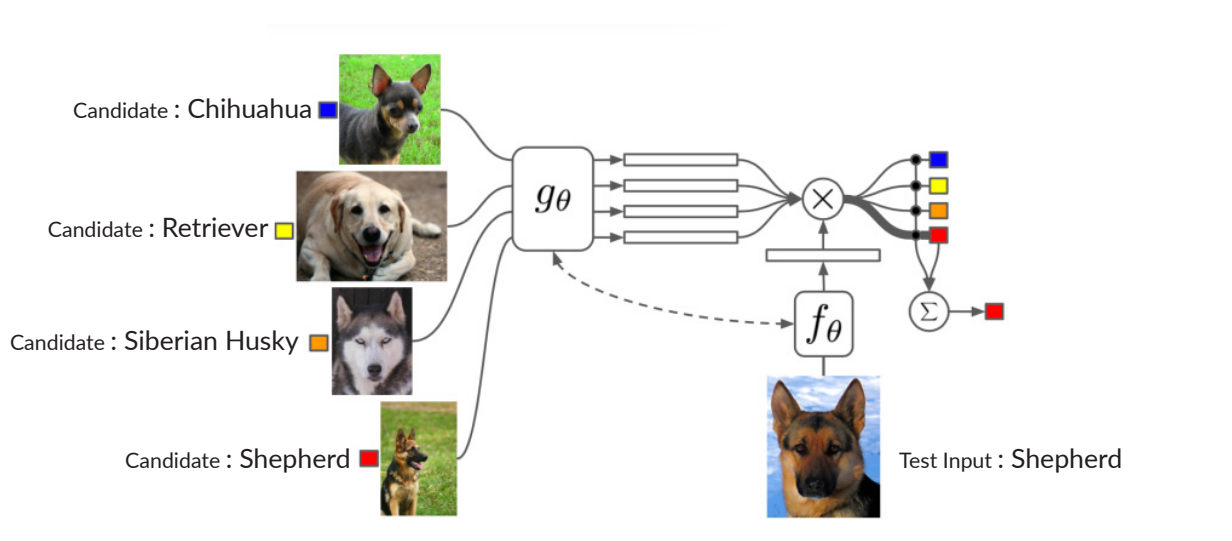 Candidate : Chihuahua
Candidate : Retriever
Candidate : Siberian Husky
Candidate : Shepherd
gθ
×
fθ
Σ
Test Input : Shepherd